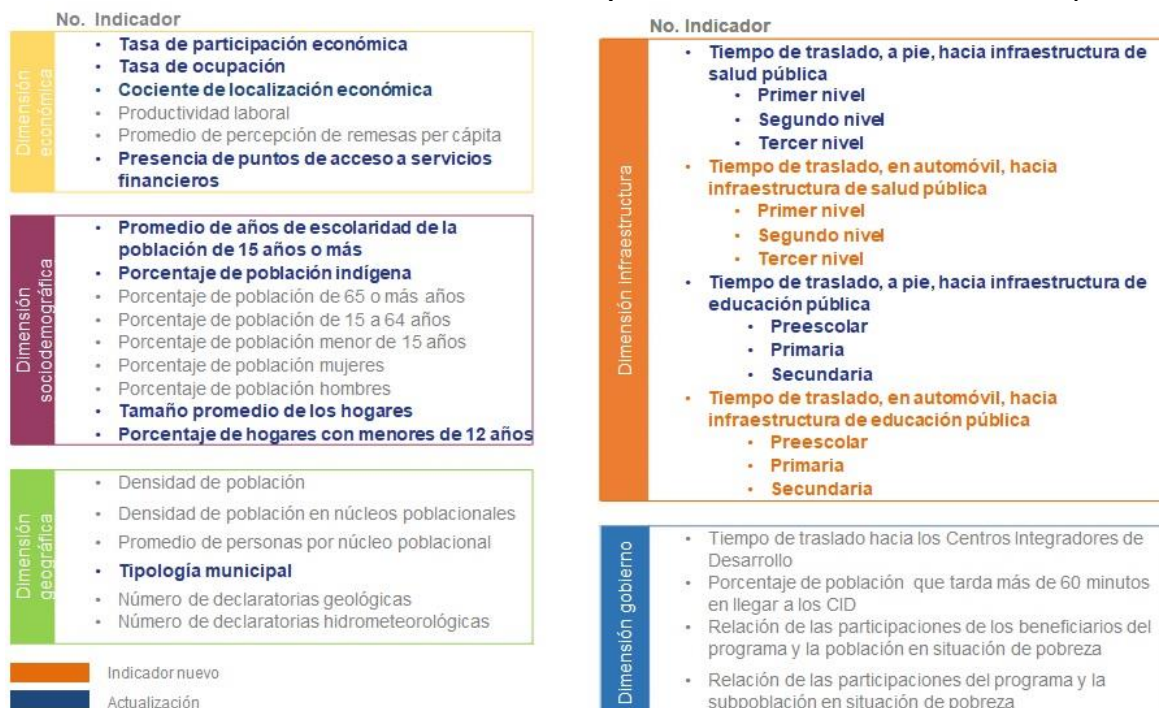 No. Indicador
Dimensión
económica
• Tasa de participación económica
• Tasa de ocupación
• Cociente de localización económica
• Productividad laboral
• Promedio de percepción de remesas per cápita
• Presencia de puntos de acceso a servicios
financieros
Dimensión
sociodemográfica
• Promedio de años de escolaridad de la
población de 15 años o más
• Porcentaje de población indígena
• Porcentaje de población de 65 o más años
• Porcentaje de población de 15 a 64 años
• Porcentaje de población menor de 15 años
• Porcentaje de población mujeres
• Porcentaje de población hombres
• Tamaño promedio de los hogares
• Porcentaje de hogares con menores de 12 años
Dimensión
geográfica
• Densidad de población
• Densidad de población en núcleos poblacionales
• Promedio de personas por núcleo poblacional
• Tipología municipal
• Número de declaratorias geológicas
• Número de declaratorias hidrometeorológicas
Indicador nuevo
Actualización
No. Indicador
Dimensión infraestructura
• Tiempo de traslado, a pie, hacia infraestructura de
salud pública
• Primer nivel
• Segundo nivel
• Tercer nivel
• Tiempo de traslado, en automóvil, hacia
infraestructura de salud pública
• Primer nivel
• Segundo nivel
• Tercer nivel
• Tiempo de traslado, a pie, hacia infraestructura de
educación pública
• Preescolar
• Primaria
• Secundaria
• Tiempo de traslado, en automóvil, hacia
infraestructura de educación pública
• Preescolar
• Primaria
• Secundaria
Dimensión gobierno
• Tiempo de traslado hacia los Centros Integradores de
Desarrollo
• Porcentaje de población que tarda más de 60 minutos
en llegar a los CID
• Relación de las participaciones de los beneficiarios del
programa y la población en situación de pobreza
• Relación de las participaciones del programa y la
subpoblación en situación de pobreza